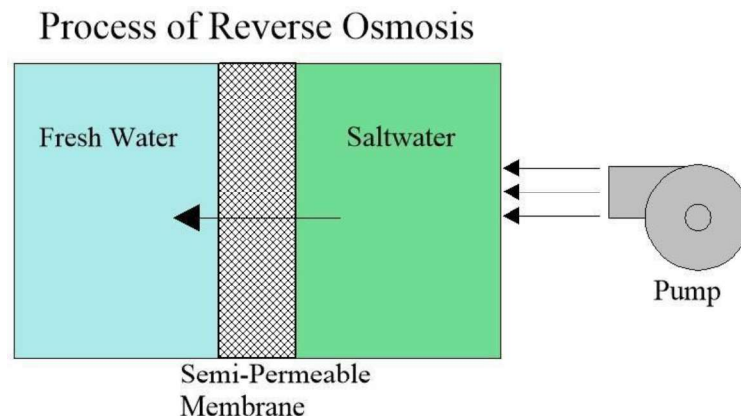 Process of Reverse Osmosis
Fresh Water
Saltwater
Pump
Semi-Permeable
Membrane